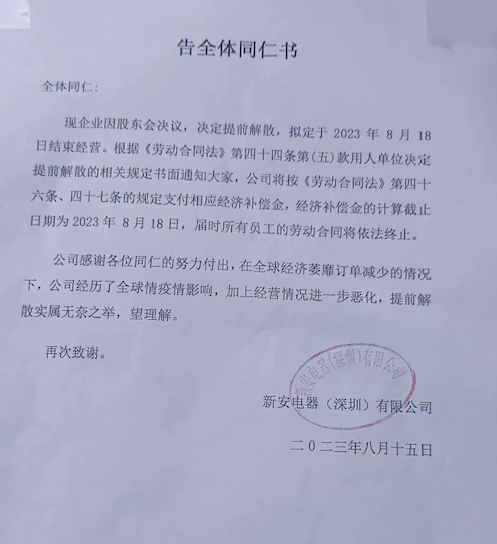 告全体同仁书
全体同仁:
现企业因股东会决议，决定提前解散，拟定于 2023 年 8 月 18
日结束经营。根据《劳动合同法》第四十四条第(五)款用人单位决定
提前解散的相关规定书面通知大家，公司将按《劳动合同法》第四十
六条、四十七条的规定支付相应经济补偿金，经济补偿金的计算截止
日期为 2023 年 8 月 18 日，届时所有员工的劳动合同将依法终止。
公司感谢各位同仁的努力付出，在全球经济萎靡订单减少的情况
下，公司经历了全球情疫情影响，加上经营情况进一步恶化，提前解
散实属无奈之举，望理解。
再次致谢。
新安电器(深圳)有限公司
新安电器（深圳）有限公司
二〇二三年八月十五日